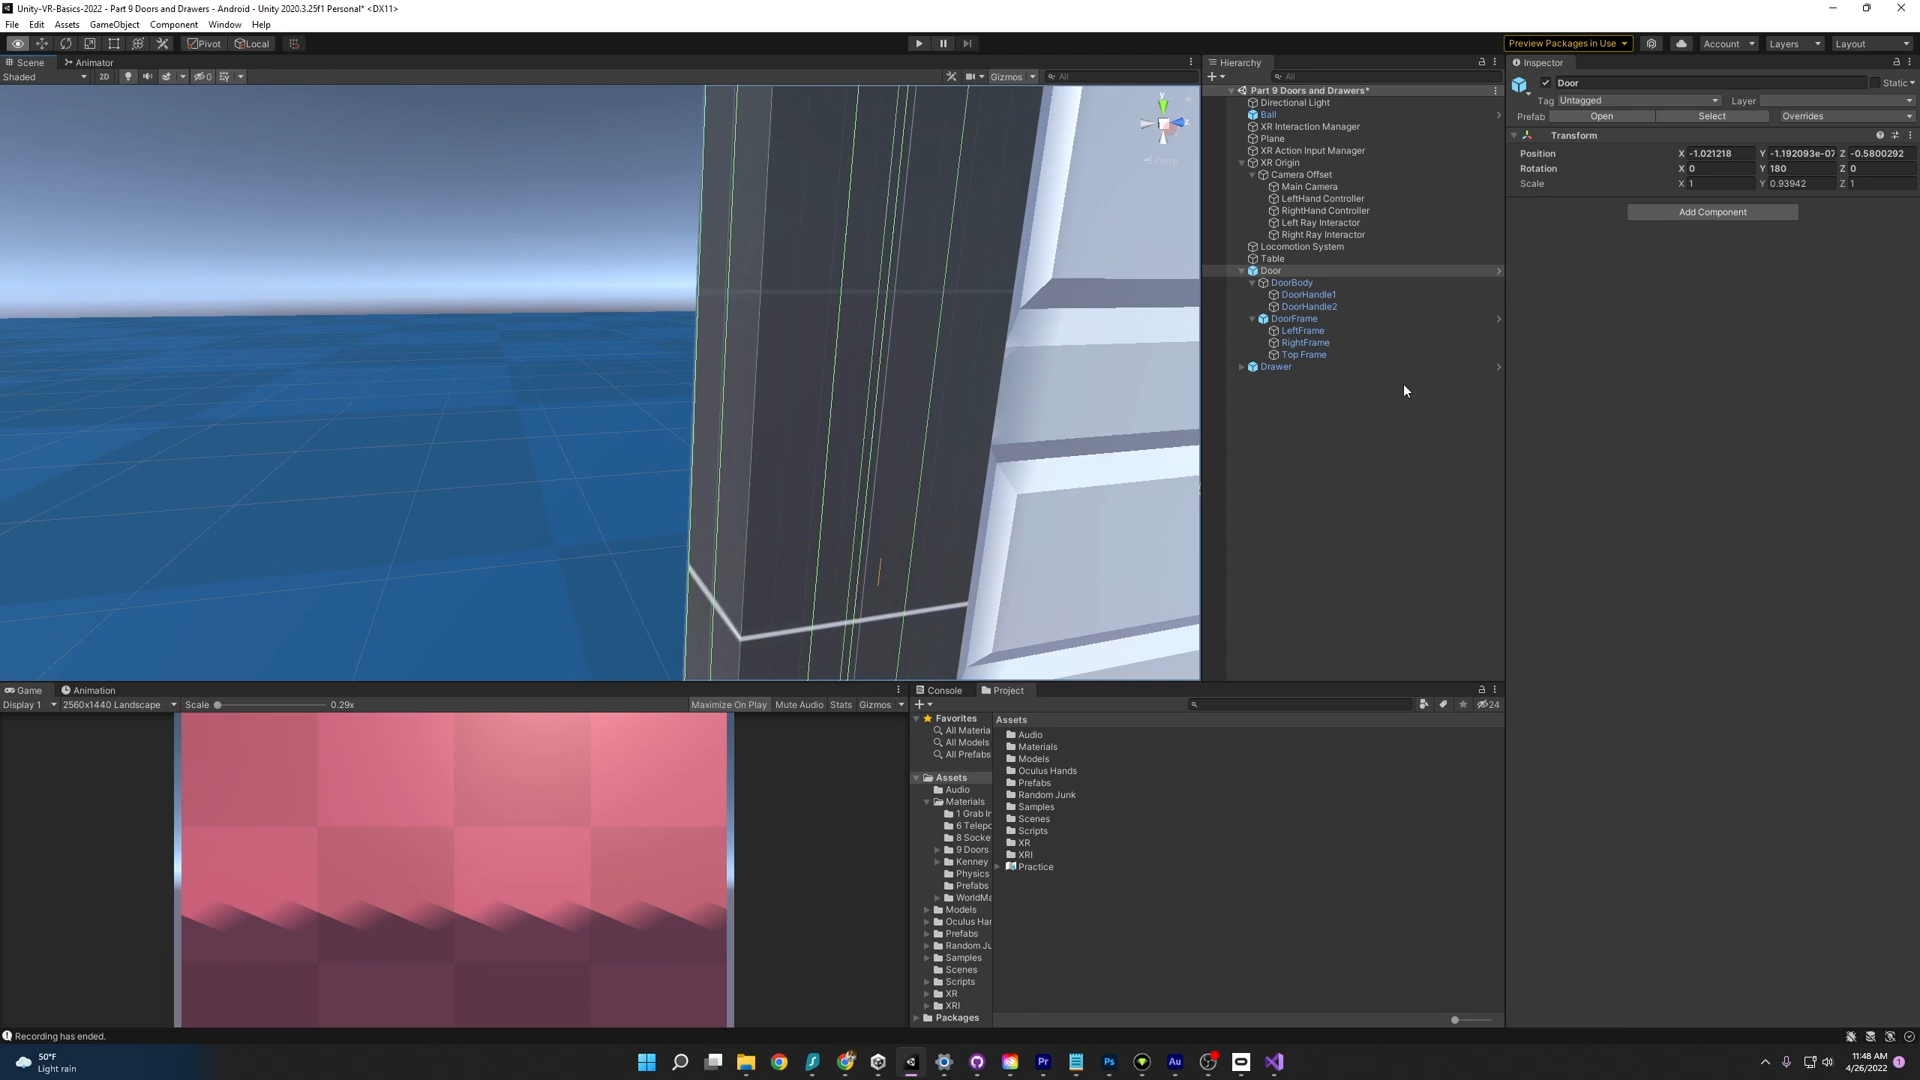 Unity-VR-Basics-2022 - Part 9 Doors and Drawers - Android - Unity 2020.3.25f1 Personal* <DX11>
File Edit Assets GameObject Component Window Help
Pivot Local Preview Packages in Use Account Layers Layout
Scene Animator
Shaded 2D 0 Gizmos All
y
Persp
Hierarchy
All
Part 9 Doors and Drawers*
Directional Light
Ball
XR Interaction Manager
Plane
XR Action Input Manager
XR Origin
Camera Offset
Main Camera
LeftHand Controller
RightHand Controller
Left Ray Interactor
Right Ray Interactor
Locomotion System
Table
Door
DoorBody
DoorHandle1
DoorHandle2
DoorFrame
LeftFrame
RightFrame
Top Frame
Drawer
Inspector
Door Static
Tag Untagged Layer
Prefab Open Select Overrides
Transform
Position X -1.021218 Y -1.192093e-07 Z -0.5800292
Rotation X 0 Y 180 Z 0
Scale X 1 Y 0.93942 Z 1
Add Component
Game Animation
Display 1 2560x1440 Landscape Scale 0.29x Maximize On Play Mute Audio Stats Gizmos
Console Project
24
Favorites
All Materia
All Models
All Prefabs
Assets
Audio
Materials
1 Grab In
6 Telepo
8 Socke
9 Doors
Kenney
Physics
Prefabs
WorldMa
Models
Oculus Han
Prefabs
Random Ju
Samples
Scenes
Scripts
XR
XRI
Packages
Assets
Audio
Materials
Models
Oculus Hands
Prefabs
Random Junk
Samples
Scenes
Scripts
XR
XRI
Practice
Recording has ended.
50°F
Light rain
Pr Ps Au
11:48 AM
4/26/2022
1